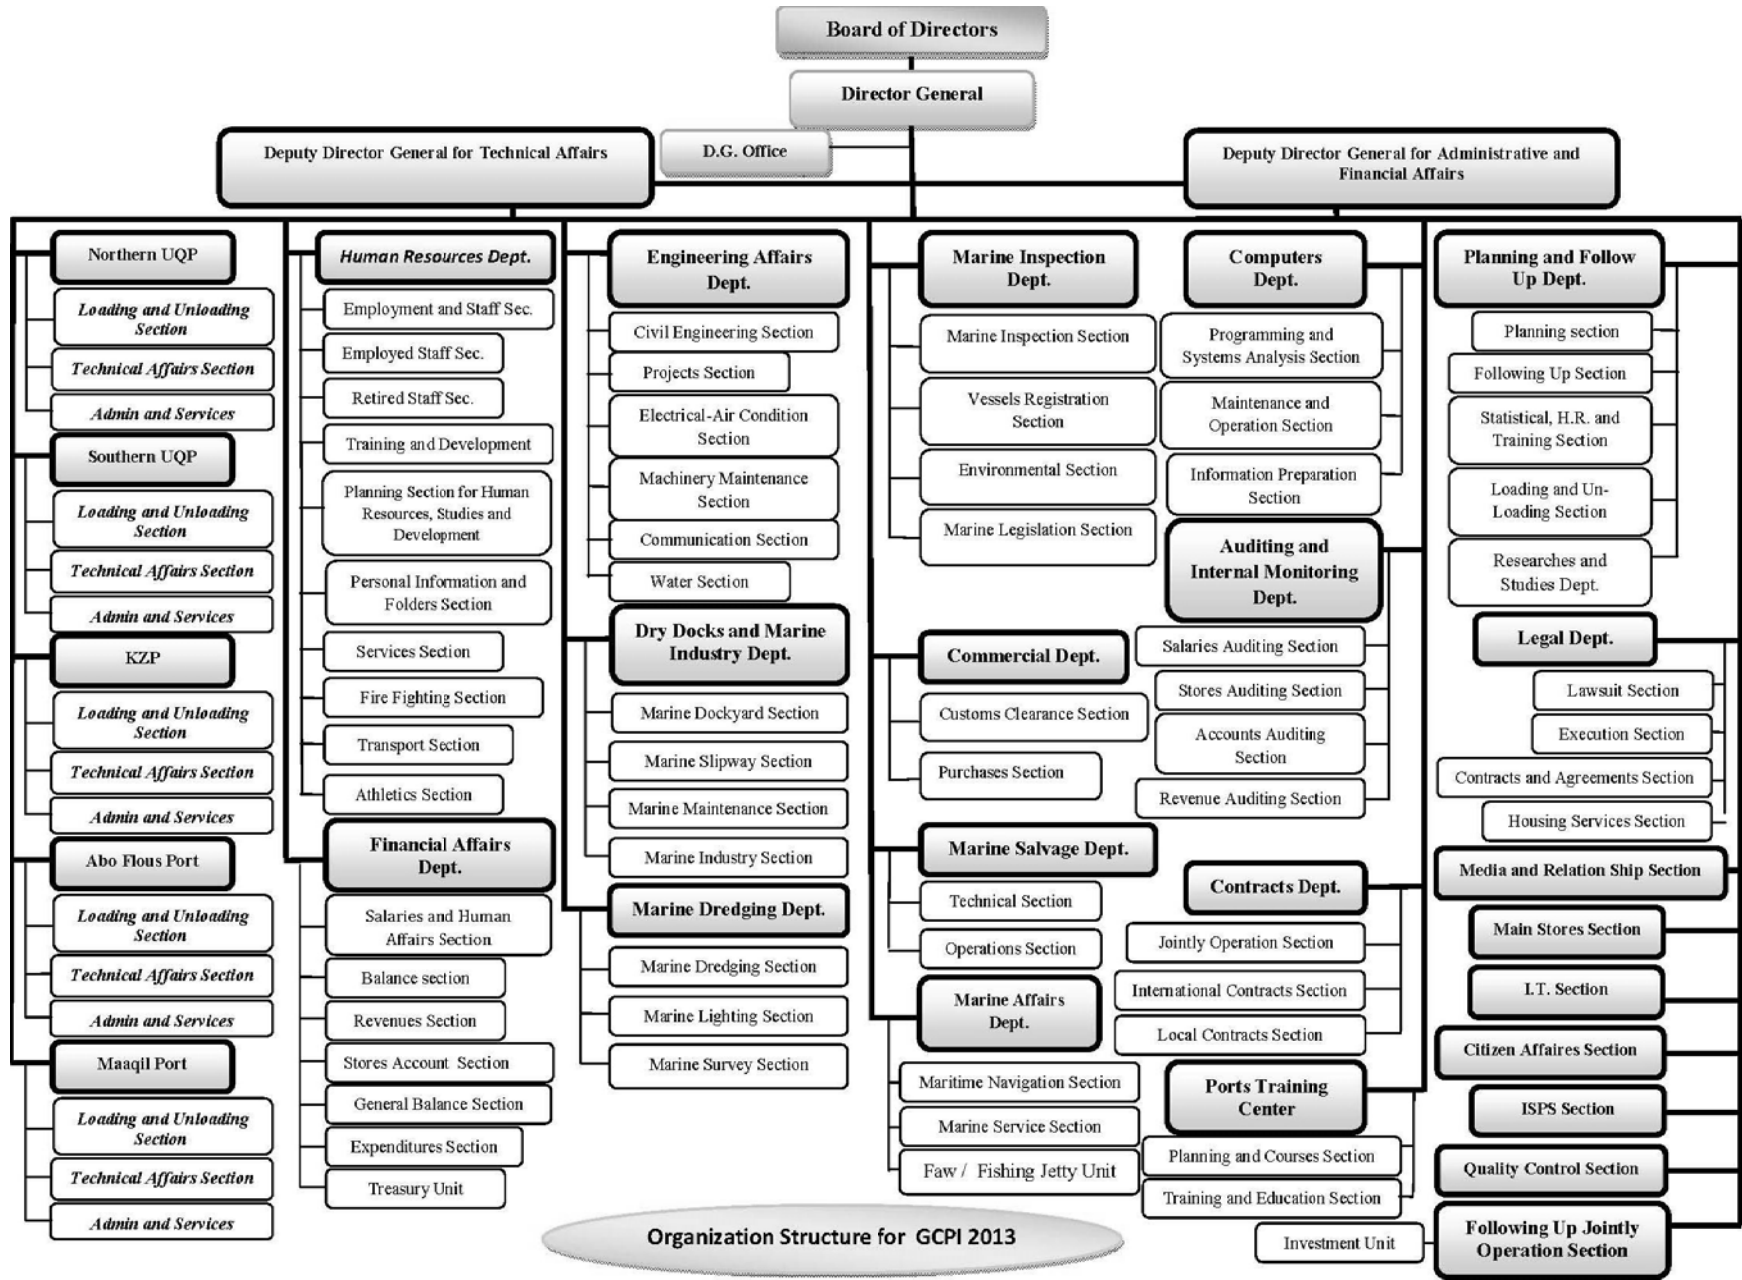 Board of Directors
Director General
D.G. Office
Deputy Director General for Technical Affairs
Deputy Director General for Administrative and
Financial Affairs
Northern UQP
Loading and Unloading
Section
Technical Affairs Section
Admin and Services
Southern UQP
Loading and Unloading
Section
Technical Affairs Section
Admin and Services
KZP
Loading and Unloading
Section
Technical Affairs Section
Admin and Services
Abo Flous Port
Loading and Unloading
Section
Technical Affairs Section
Admin and Services
Maaqil Port
Loading and Unloading
Section
Technical Affairs Section
Admin and Services
Human Resources Dept.
Employment and Staff Sec.
Employed Staff Sec.
Retired Staff Sec.
Training and Development
Planning Section for Human
Resources, Studies and
Development
Personal Information and
Folders Section
Services Section
Fire Fighting Section
Transport Section
Athletics Section
Financial Affairs
Dept.
Salaries and Human
Affairs Section
Balance section
Revenues Section
Stores Account Section
General Balance Section
Expenditures Section
Treasury Unit
Engineering Affairs
Dept.
Civil Engineering Section
Projects Section
Electrical-Air Condition
Section
Machinery Maintenance
Section
Communication Section
Water Section
Dry Docks and Marine
Industry Dept.
Marine Dockyard Section
Marine Slipway Section
Marine Maintenance Section
Marine Industry Section
Marine Dredging Dept.
Marine Dredging Section
Marine Lighting Section
Marine Survey Section
Marine Inspection
Dept.
Marine Inspection Section
Vessels Registration
Section
Environmental Section
Marine Legislation Section
Commercial Dept.
Customs Clearance Section
Purchases Section
Marine Salvage Dept.
Technical Section
Operations Section
Marine Affairs
Dept.
Maritime Navigation Section
Marine Service Section
Faw / Fishing Jetty Unit
Computers
Dept.
Programming and
Systems Analysis Section
Maintenance and
Operation Section
Information Preparation
Section
Auditing and
Internal Monitoring
Dept.
Salaries Auditing Section
Stores Auditing Section
Accounts Auditing
Section
Revenue Auditing Section
Contracts Dept.
Jointly Operation Section
International Contracts Section
Local Contracts Section
Ports Training
Center
Planning and Courses Section
Training and Education Section
Planning and Follow
Up Dept.
Planning section
Following Up Section
Statistical, H.R. and
Training Section
Loading and Un-
Loading Section
Researches and
Studies Dept.
Legal Dept.
Lawsuit Section
Execution Section
Contracts and Agreements Section
Housing Services Section
Media and Relation Ship Section
Main Stores Section
I.T. Section
Citizen Affaires Section
ISPS Section
Quality Control Section
Following Up Jointly
Operation Section
Investment Unit
Organization Structure for GCPI 2013